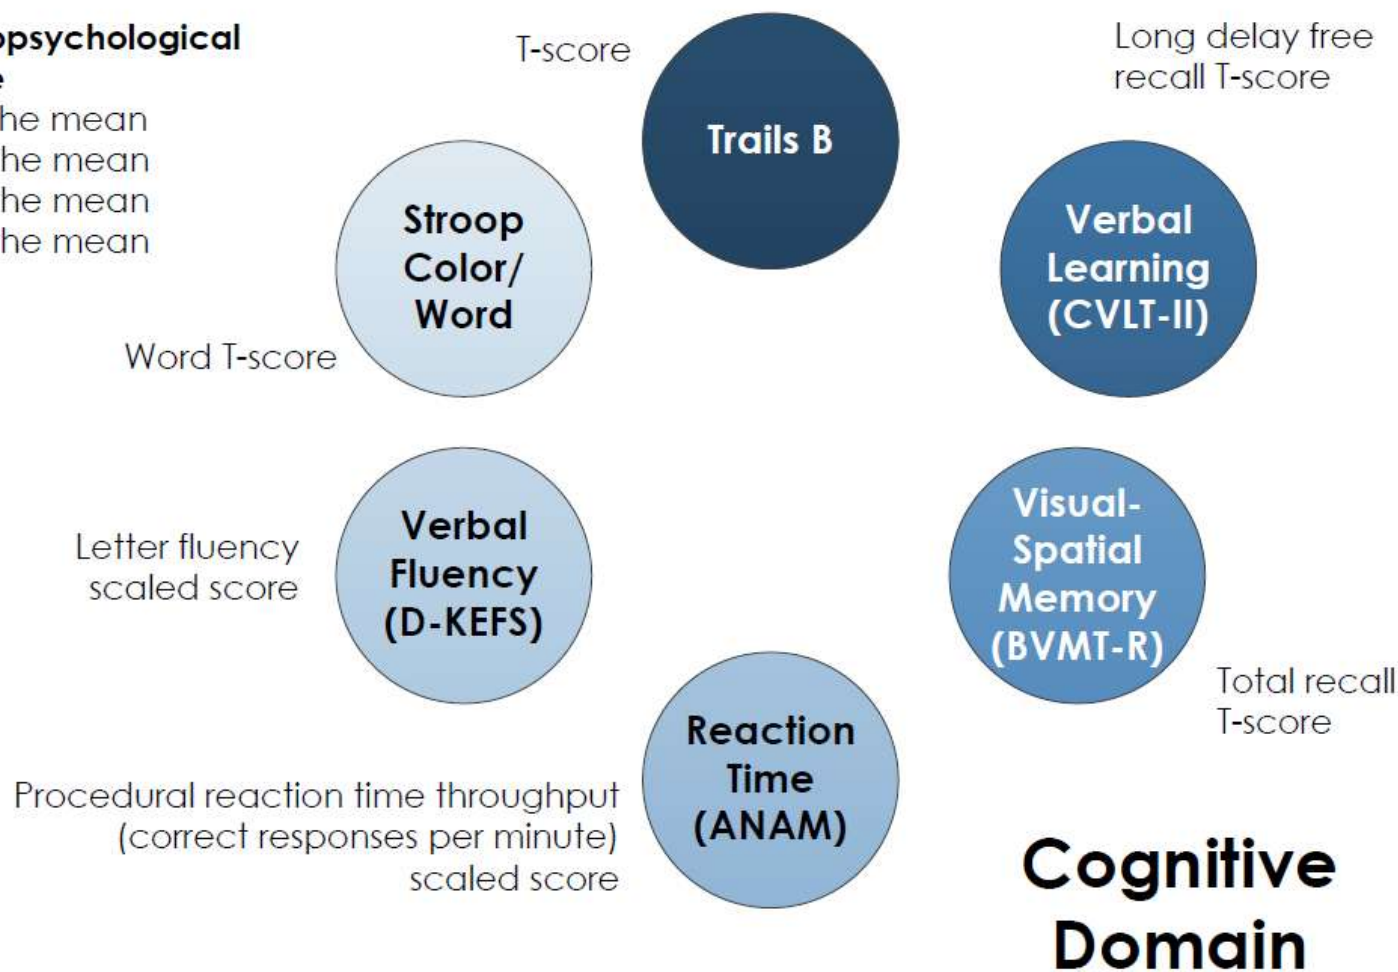 opsychological
he mean
he mean
he mean
he mean
T-score
Trails B
Long delay free
recall T-score
Stroop
Color/
Word
Word T-score
Verbal
Learning
(CVLT-II)
Letter fluency
scaled score
Verbal
Fluency
(D-KEFS)
Visual-
Spatial
Memory
(BVMT-R)
Total recall
T-score
Procedural reaction time throughput
(correct responses per minute)
scaled score
Reaction
Time
(ANAM)
Cognitive
Domain